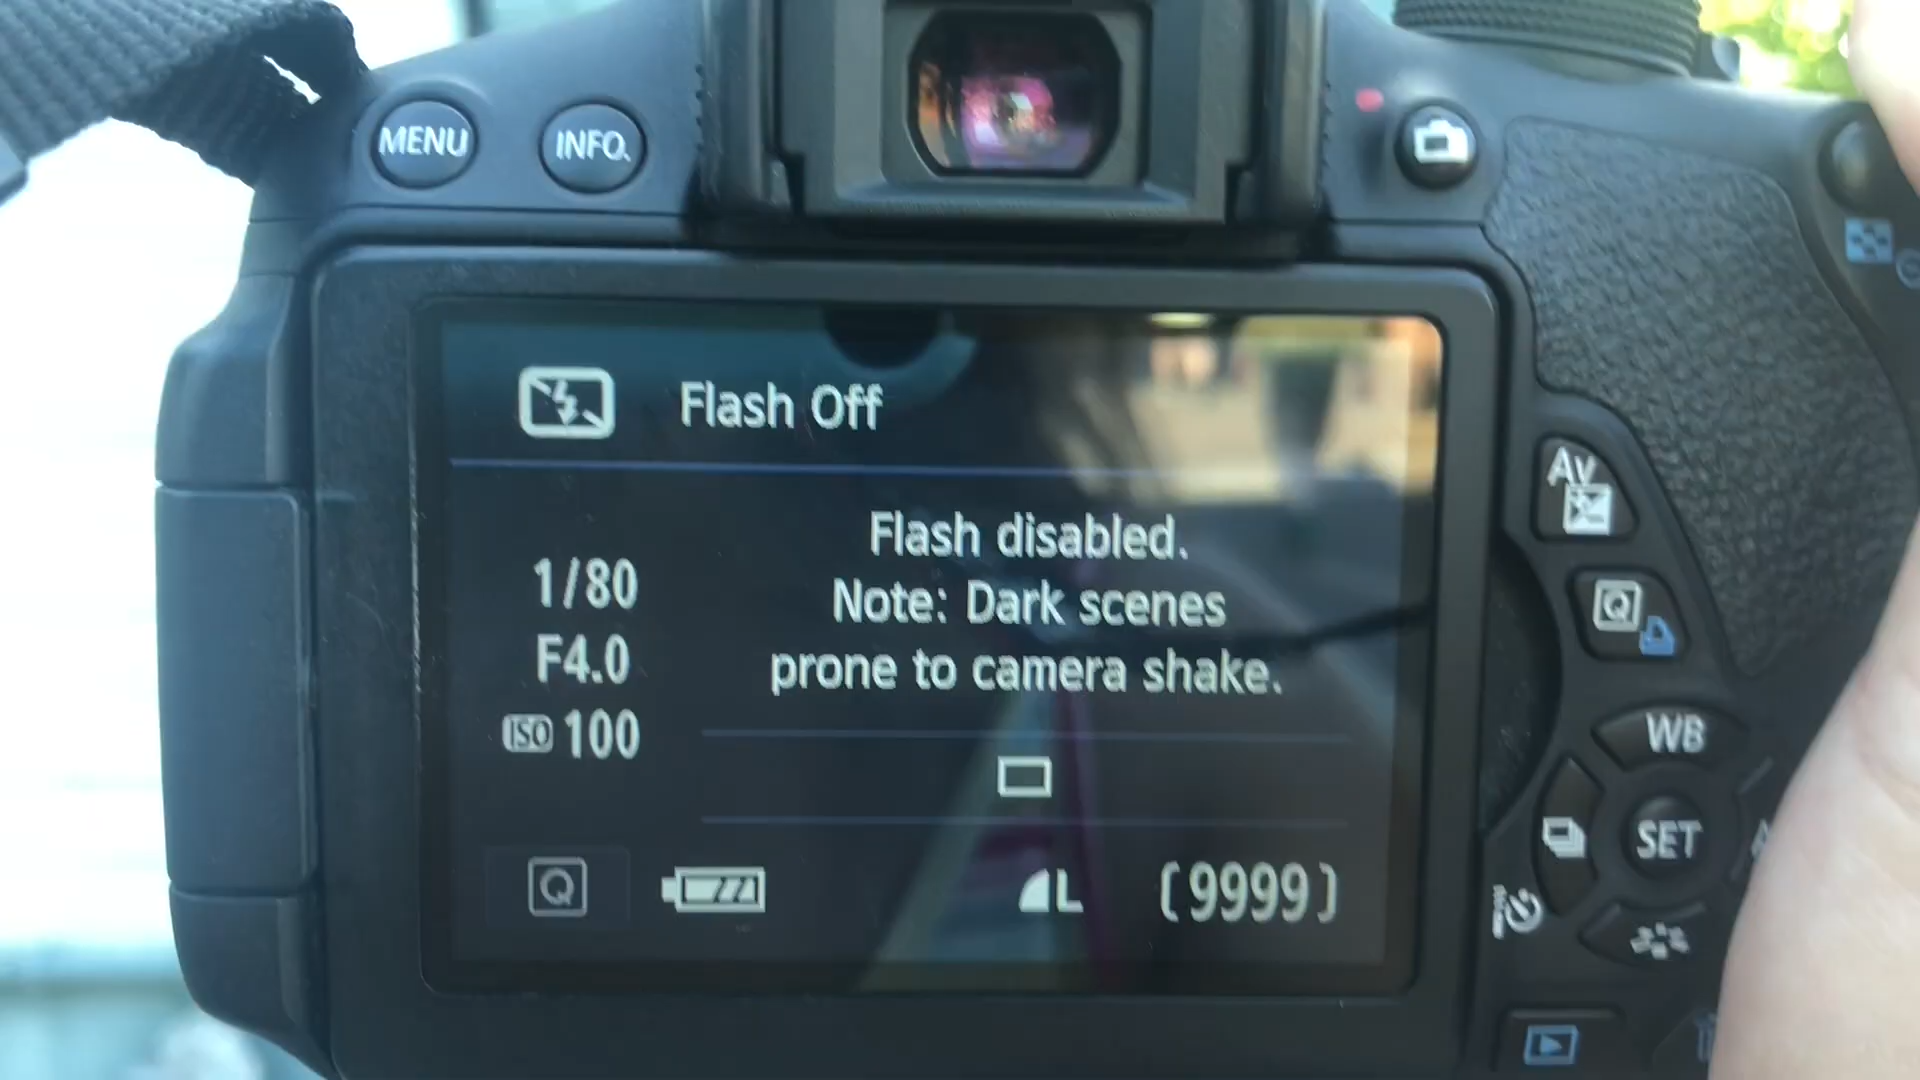 MENU
INFO.
Flash Off
Av
Flash disabled.
1/80
Note: Dark scenes
Q
F4.0
prone to camera shake.
ISO 100
WB
SET
Q
L
[9999]